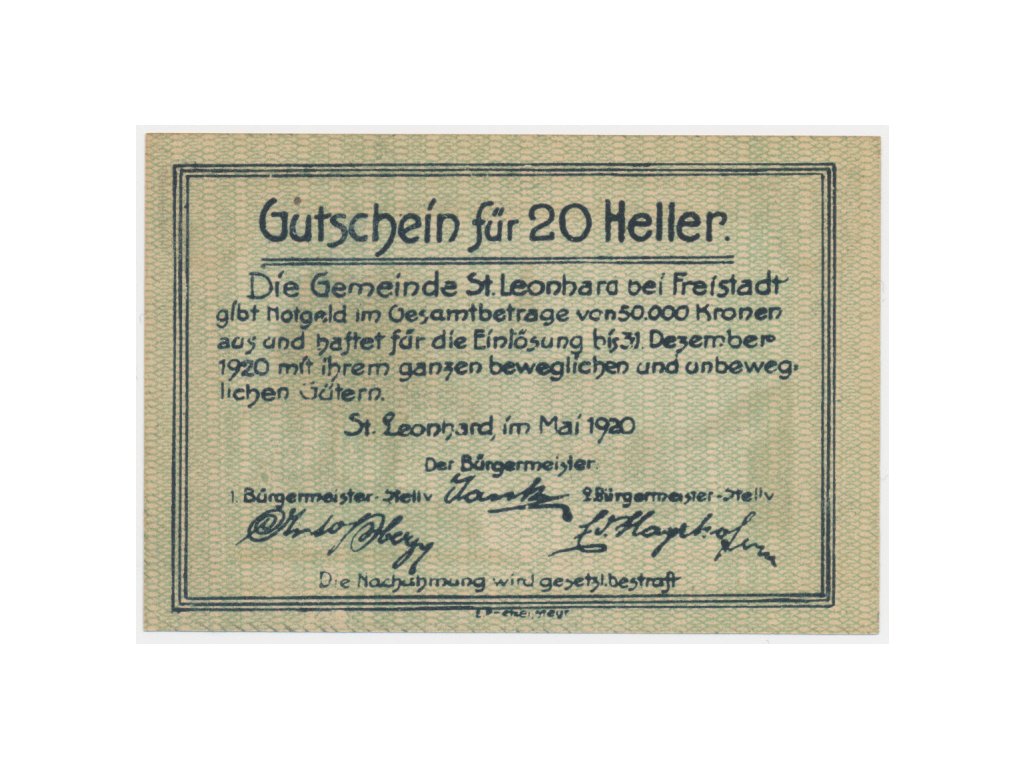 Gutschein für 20 Heller.
Die Gemeinde St. Leonhard bei Freistadt
gibt Notgeld im Gesamtbetrage von 50.000 Kronen
aus und haftet für die Einlösung bis 31. Dezember
1920 mit ihrem ganzen beweglichen und unbeweg-
lichen Gütern.
St. Leonhard, im Mai 1920
Der Bürgermeister.
1. Bürgermeister-Stellv. 2. Bürgermeister-Stellv
Die Nachahmung wird gesetzl. bestraft